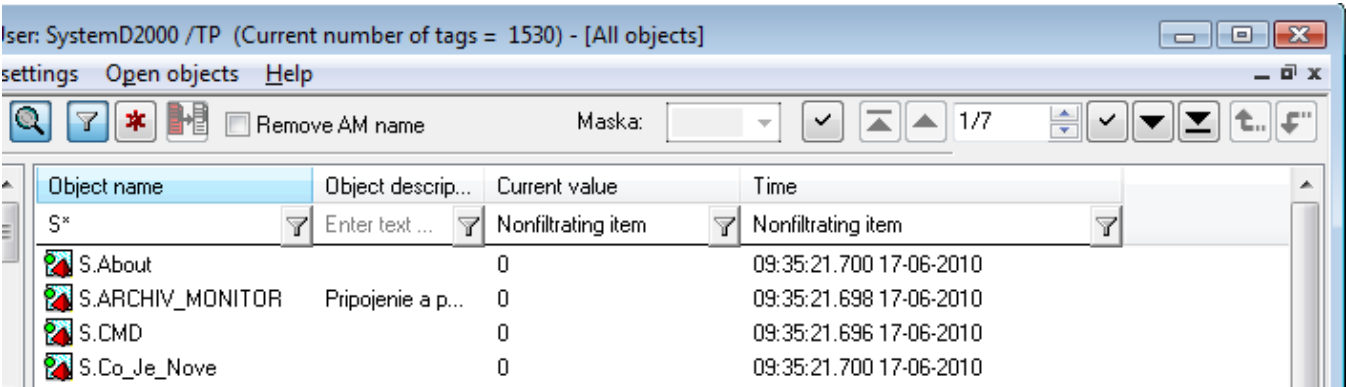 User: SystemD2000 /TP (Current number of tags = 1530) - [All objects]
settings Open objects Help
Remove AM name Maska: 1/7
Object name Object descrip... Current value Time
S* Enter text ... Nonfiltrating item Nonfiltrating item
S.About 0 09:35:21.700 17-06-2010
S.ARCHIV_MONITOR Pripojenie a p... 0 09:35:21.698 17-06-2010
S.CMD 0 09:35:21.696 17-06-2010
S.Co_Je_Nove 0 09:35:21.700 17-06-2010